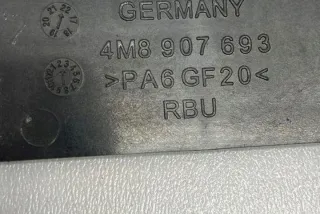 GERMANY
4M8 907 693
>PA6 GF20<
RBU